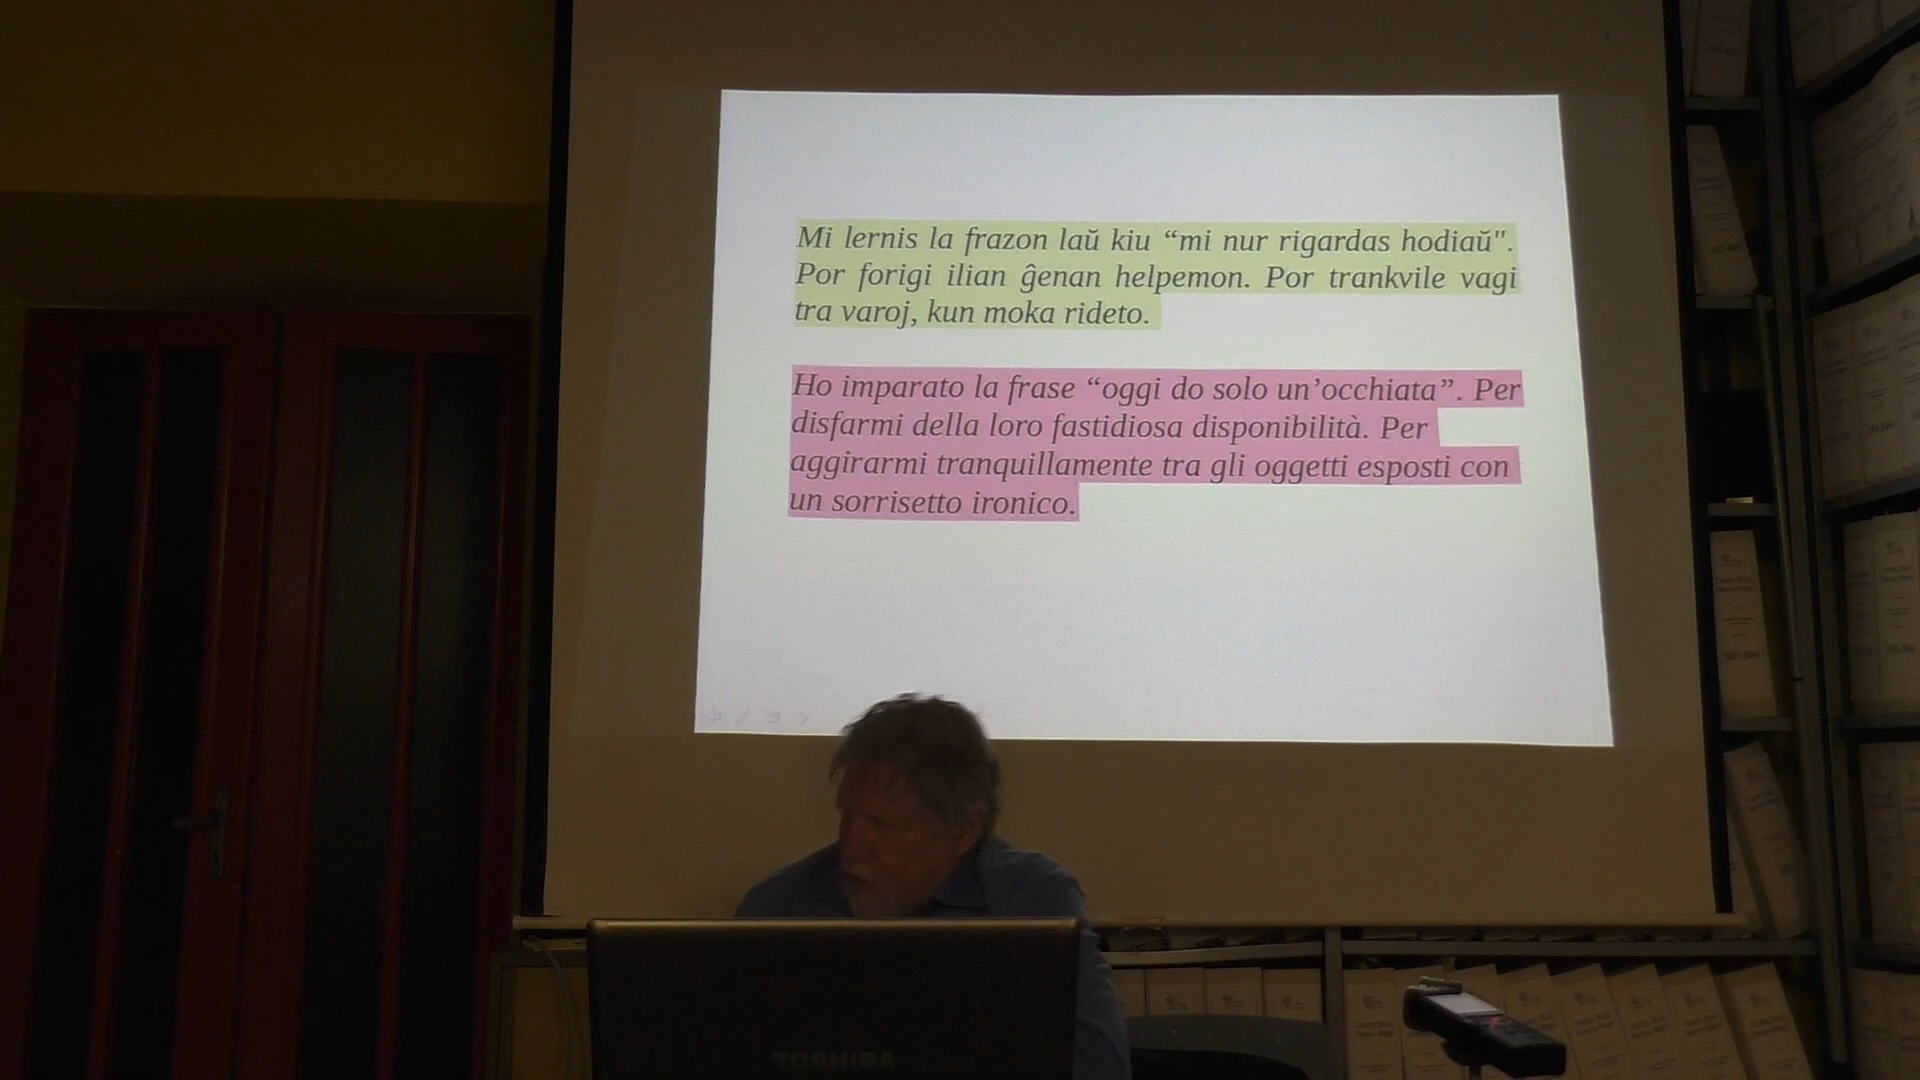 Mi lernis la frazon laŭ kiu “mi nur rigardas hodiaŭ".
Por forigi ilian ĝenan helpemon. Por trankvile vagi
tra varoj, kun moka rideto.
Ho imparato la frase “oggi do solo un’occhiata”. Per
disfarmi della loro fastidiosa disponibilità. Per
aggirarmi tranquillamente tra gli oggetti esposti con
un sorrisetto ironico.
TOSHIBA